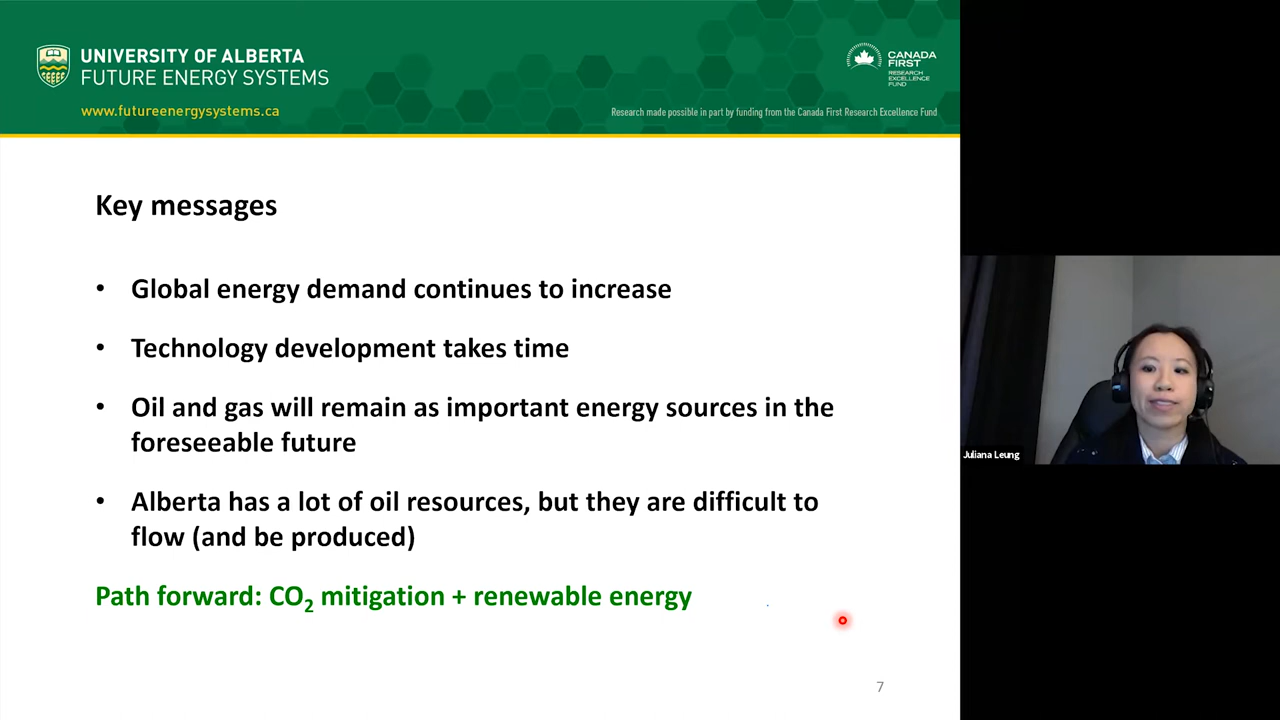 UNIVERSITY OF ALBERTA
FUTURE ENERGY SYSTEMS
www.futureenergysystems.ca
CANADA
FIRST
RESEARCH
EXCELLENCE
FUND
Research made possible in part by funding from the Canada First Research Excellence Fund
Key messages
• Global energy demand continues to increase
• Technology development takes time
• Oil and gas will remain as important energy sources in the
foreseeable future
• Alberta has a lot of oil resources, but they are difficult to
flow (and be produced)
Path forward: CO₂ mitigation + renewable energy
7
Juliana Leung